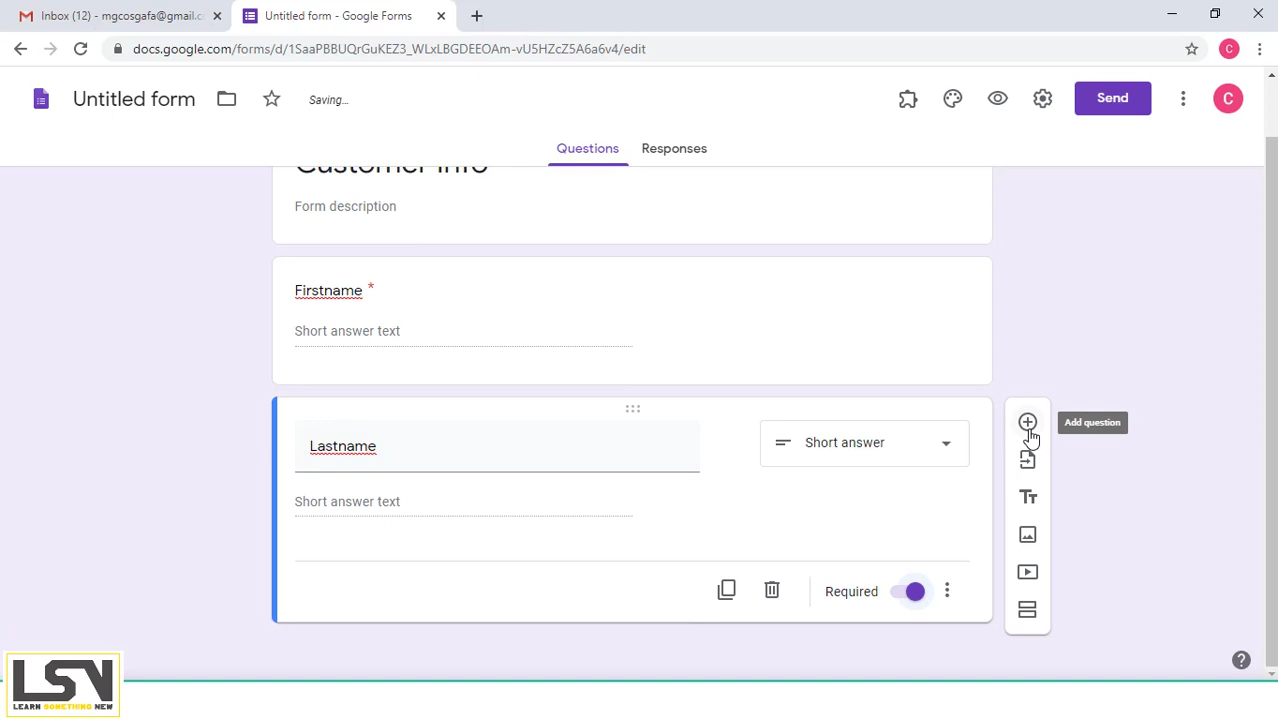 Inbox (12) - mgcosgafa@gmail.c
Untitled form - Google Forms
docs.google.com/forms/d/1SaaPBBUQrGuKEZ3_WLxLBGDEEOAm-vU5HZcZ5A6a6v4/edit
C
Untitled form
Saving...
Send
C
Questions
Responses
Customer Info
Form description
Firstname *
Short answer text
Lastname
Short answer
Add question
Short answer text
Required
LSN
LEARN SOMETHING NEW